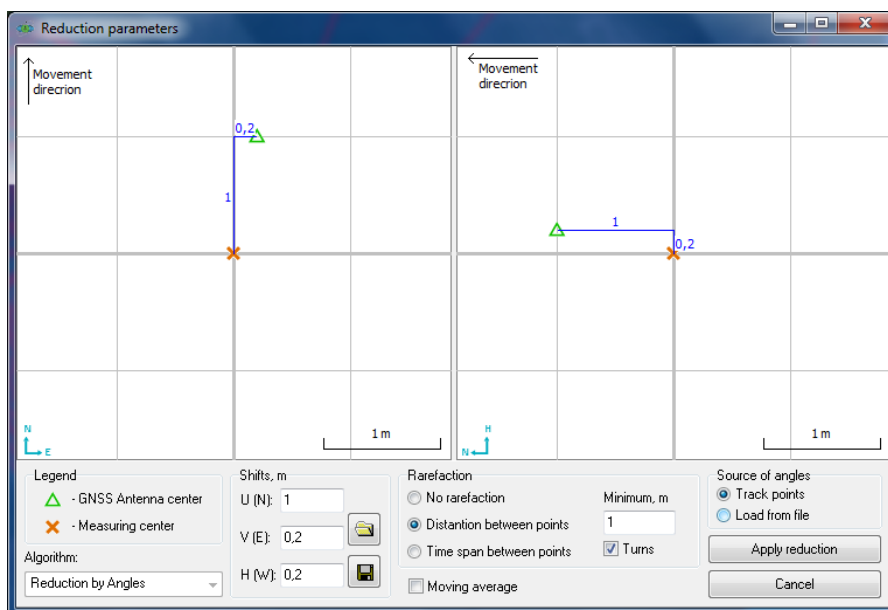 Reduction parameters
Movement
direcrion
0,2
1
N
E
1 m
Movement
direcrion
1
0,2
H
N
1 m
Legend
- GNSS Antenna center
- Measuring center
Algorithm:
Reduction by Angles
Shifts, m
U (N): 1
V (E): 0,2
H (W): 0,2
Rarefaction
No rarefaction
Distantion between points
Time span between points
Minimum, m
1
Turns
Moving average
Source of angles
Track points
Load from file
Apply reduction
Cancel